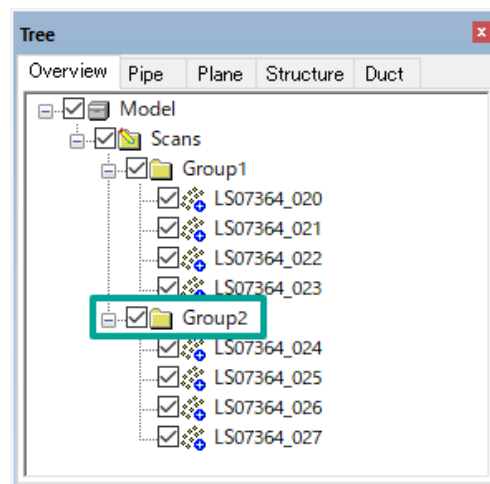 Tree
Overview Pipe Plane Structure Duct
Model
Scans
Group1
LS07364_020
LS07364_021
LS07364_022
LS07364_023
Group2
LS07364_024
LS07364_025
LS07364_026
LS07364_027